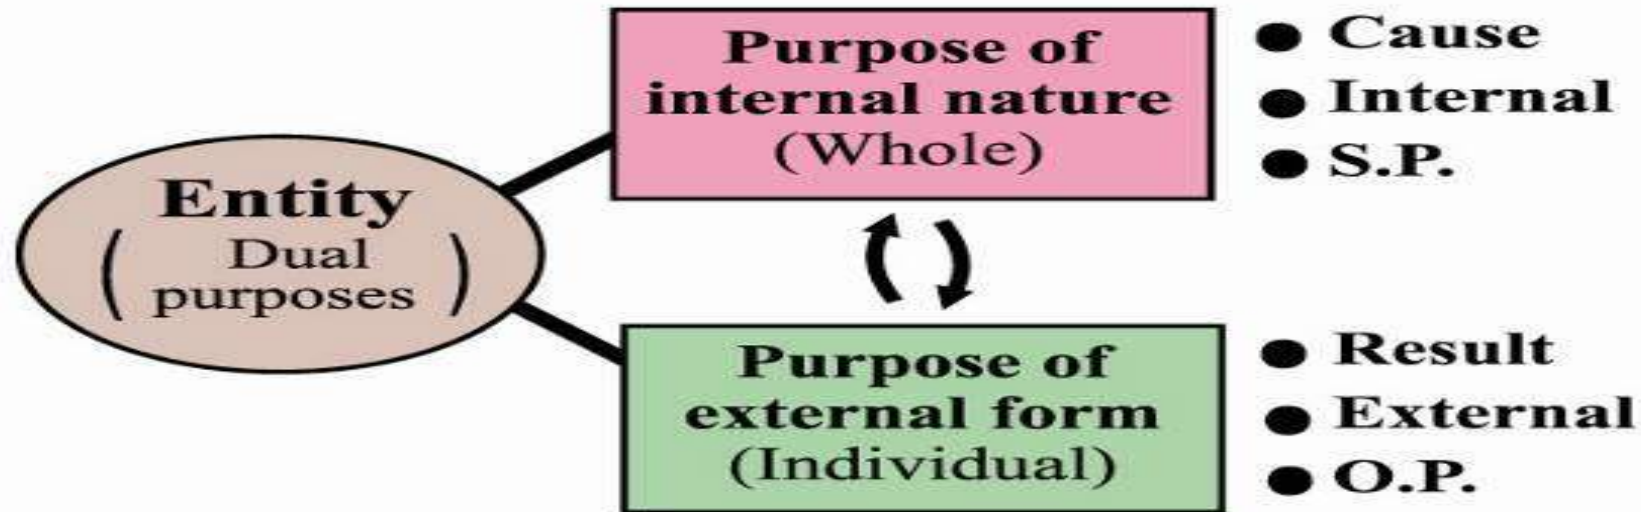 Entity
( Dual
purposes )
Purpose of
internal nature
(Whole)
● Cause
● Internal
● S.P.
Purpose of
external form
(Individual)
● Result
● External
● O.P.